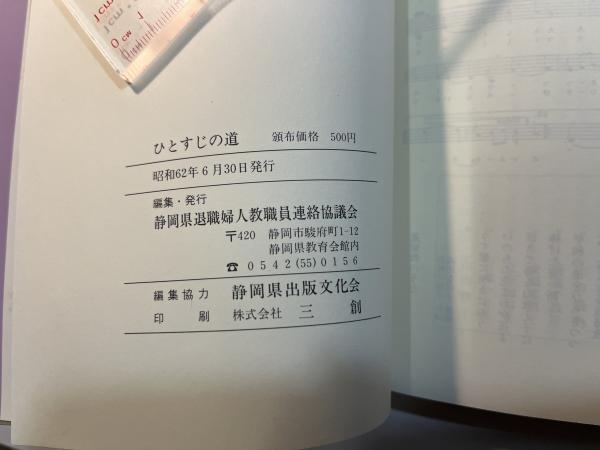 ひとすじの道　頒布価格　500円
昭和62年6月30日発行
編集・発行
静岡県退職婦人教職員連絡協議会
〒420　静岡市駿府町1-12
静岡県教育会館内
☎ 0542(55)0156
編集協力　静岡県出版文化会
印　刷　株式会社　三　創